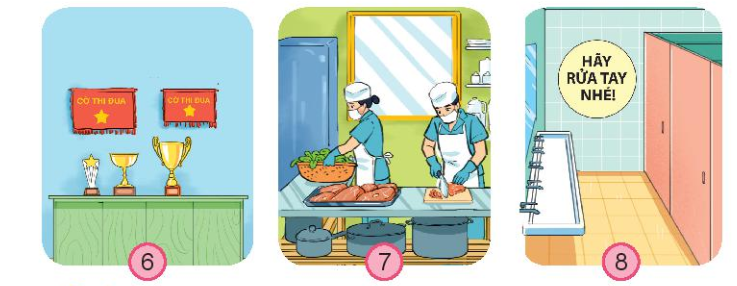 CỜ THI ĐUA
CỜ THI ĐUA
HÃY
RỬA TAY
NHÉ!
6
7
8